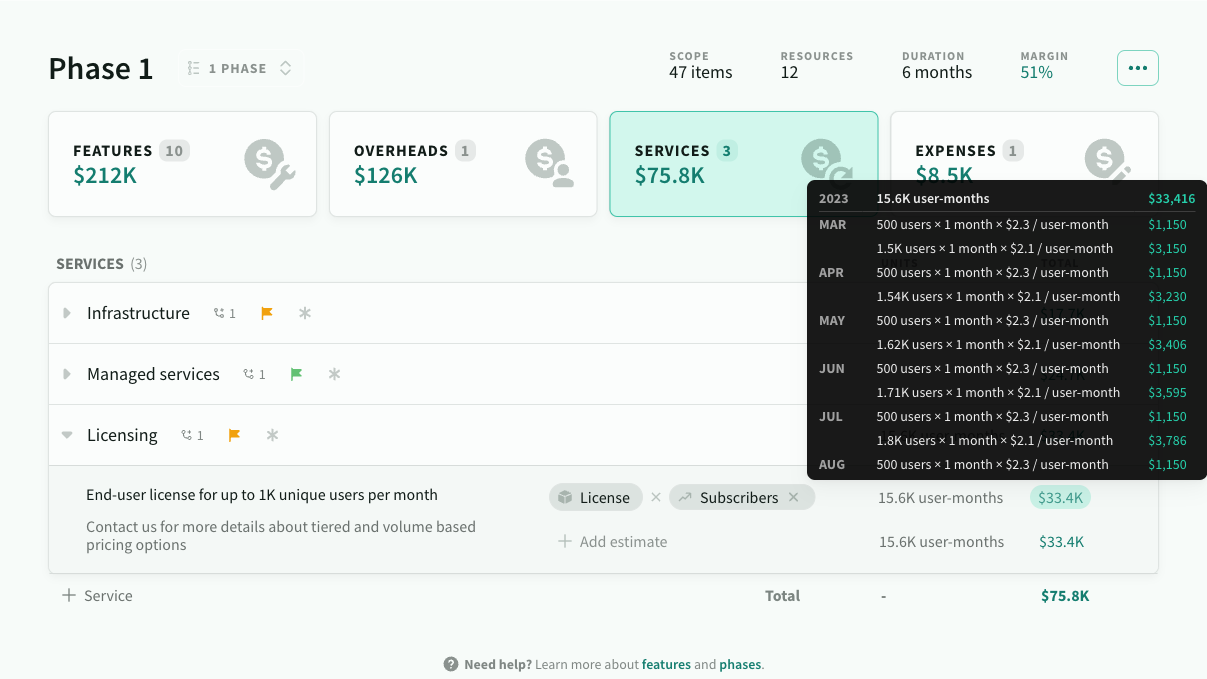 Phase 1
1 PHASE
SCOPE
47 items
RESOURCES
12
DURATION
6 months
MARGIN
51%
FEATURES 10
$212K
OVERHEADS 1
$126K
SERVICES 3
$75.8K
EXPENSES 1
$8.5K
2023 15.6K user-months $33,416
MAR 500 users × 1 month × $2.3 / user-month $1,150
1.5K users × 1 month × $2.1 / user-month $3,150
APR 500 users × 1 month × $2.3 / user-month $1,150
1.54K users × 1 month × $2.1 / user-month $3,230
MAY 500 users × 1 month × $2.3 / user-month $1,150
1.62K users × 1 month × $2.1 / user-month $3,406
JUN 500 users × 1 month × $2.3 / user-month $1,150
1.71K users × 1 month × $2.1 / user-month $3,595
JUL 500 users × 1 month × $2.3 / user-month $1,150
1.8K users × 1 month × $2.1 / user-month $3,786
AUG 500 users × 1 month × $2.3 / user-month $1,150
SERVICES (3)
Infrastructure 1
Managed services 1
Licensing 1
End-user license for up to 1K unique users per month
Contact us for more details about tiered and volume based
pricing options
License × Subscribers × 15.6K user-months $33.4K
+ Add estimate 15.6K user-months $33.4K
+ Service Total - $75.8K
? Need help? Learn more about features and phases.